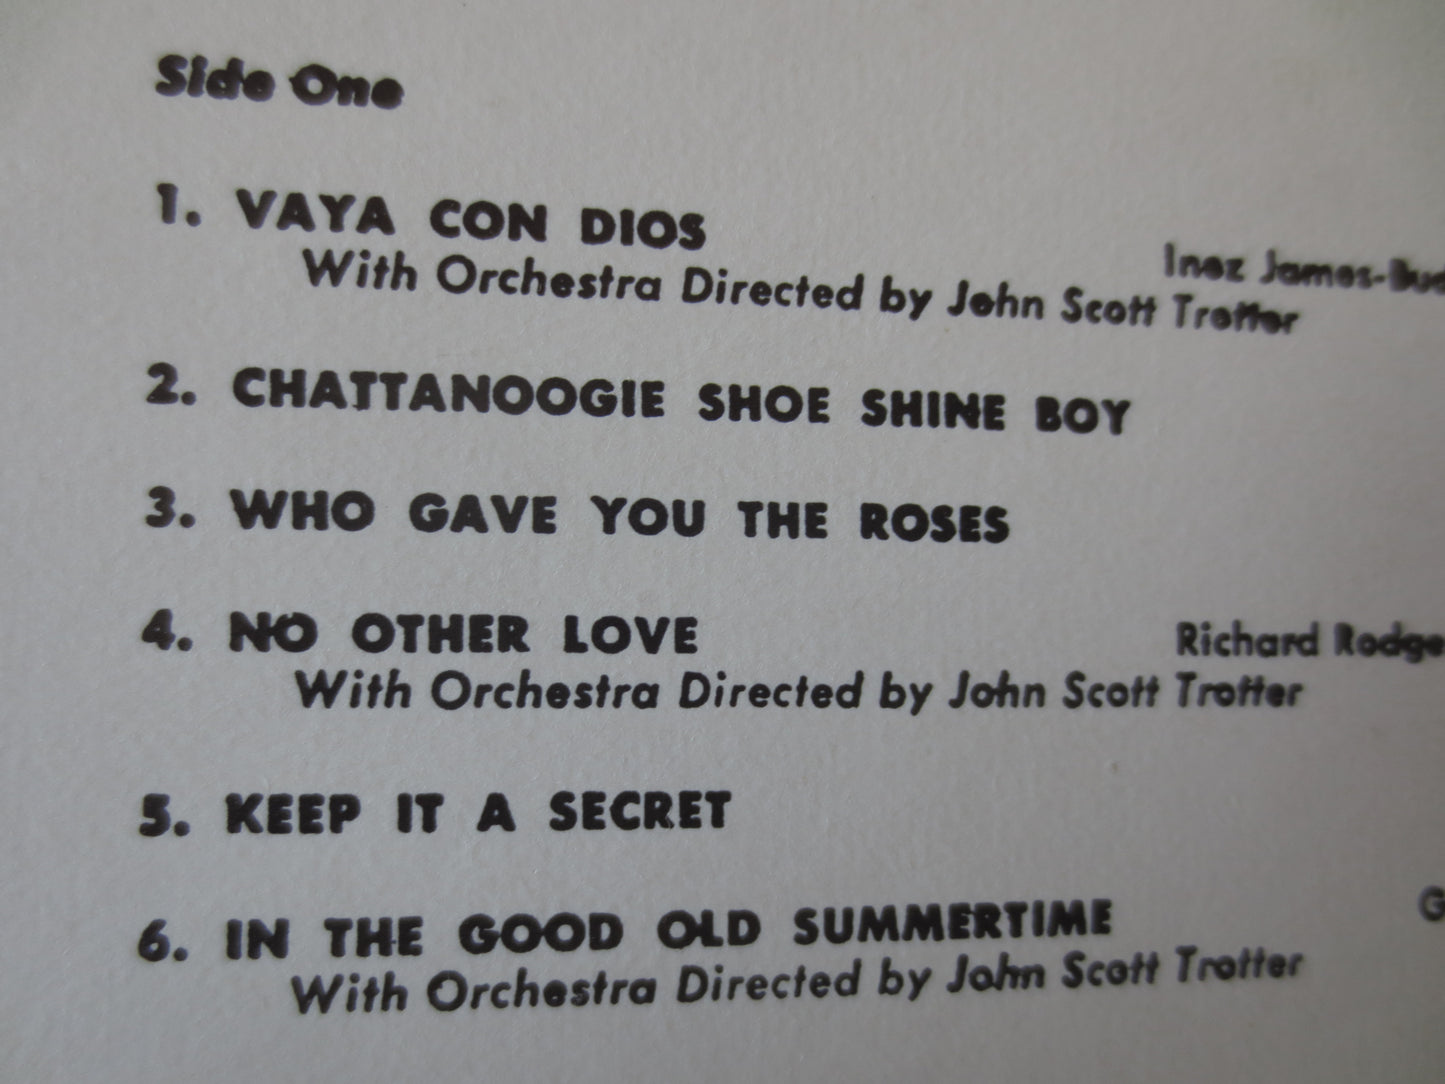 Side One
1. VAYA CON DIOS Inez James-Bud
With Orchestra Directed by John Scott Trotter
2. CHATTANOOGIE SHOE SHINE BOY
3. WHO GAVE YOU THE ROSES
4. NO OTHER LOVE Richard Rodge
With Orchestra Directed by John Scott Trotter
5. KEEP IT A SECRET
6. IN THE GOOD OLD SUMMERTIME G
With Orchestra Directed by John Scott Trotter